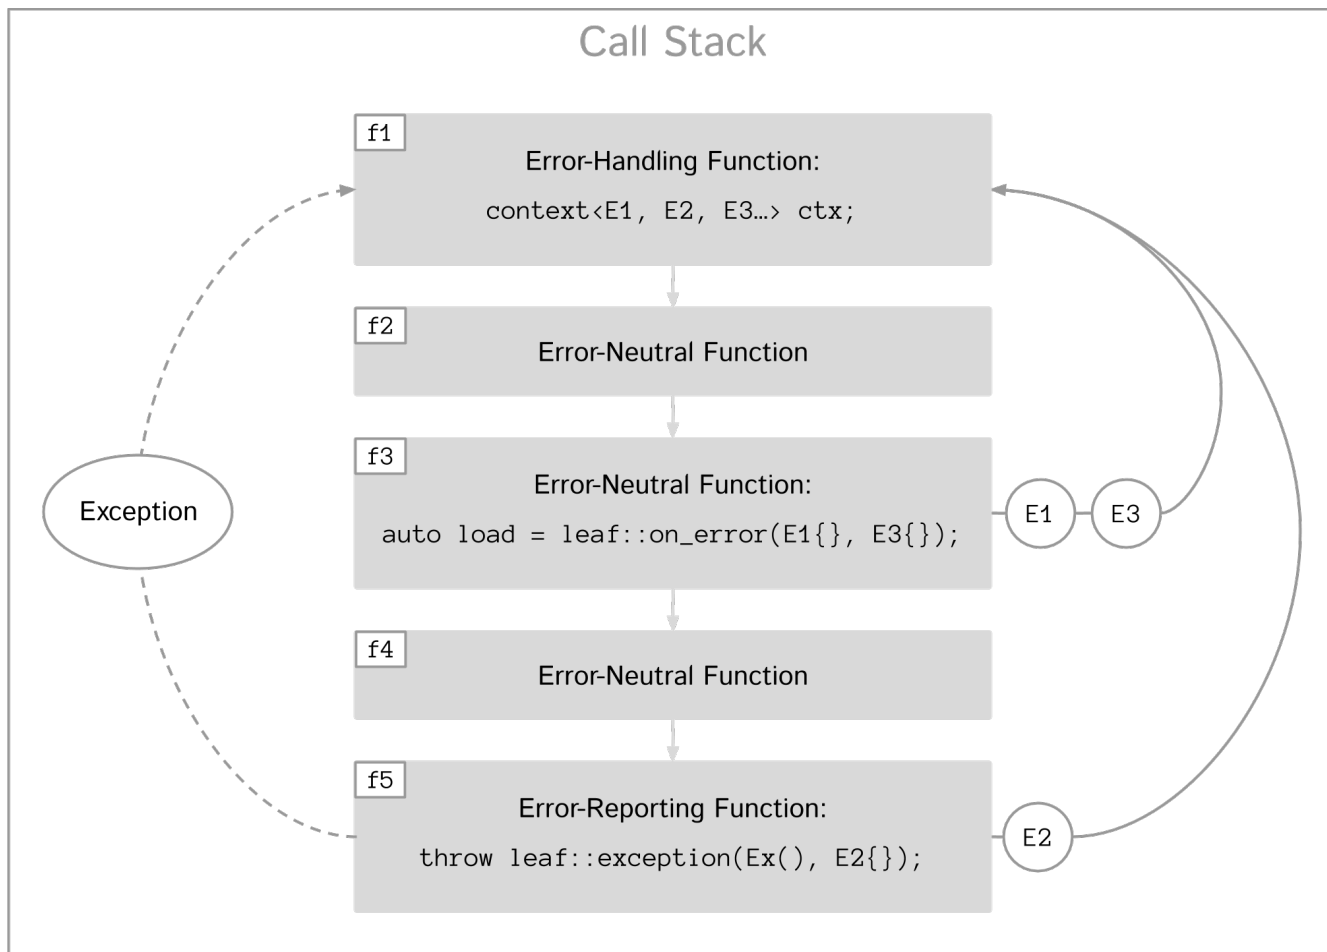 Call Stack
f1
Error-Handling Function:
context<E1, E2, E3…> ctx;
f2
Error-Neutral Function
f3
Error-Neutral Function:
auto load = leaf::on_error(E1{}, E3{});
E1
E3
Exception
f4
Error-Neutral Function
f5
Error-Reporting Function:
throw leaf::exception(Ex(), E2{});
E2